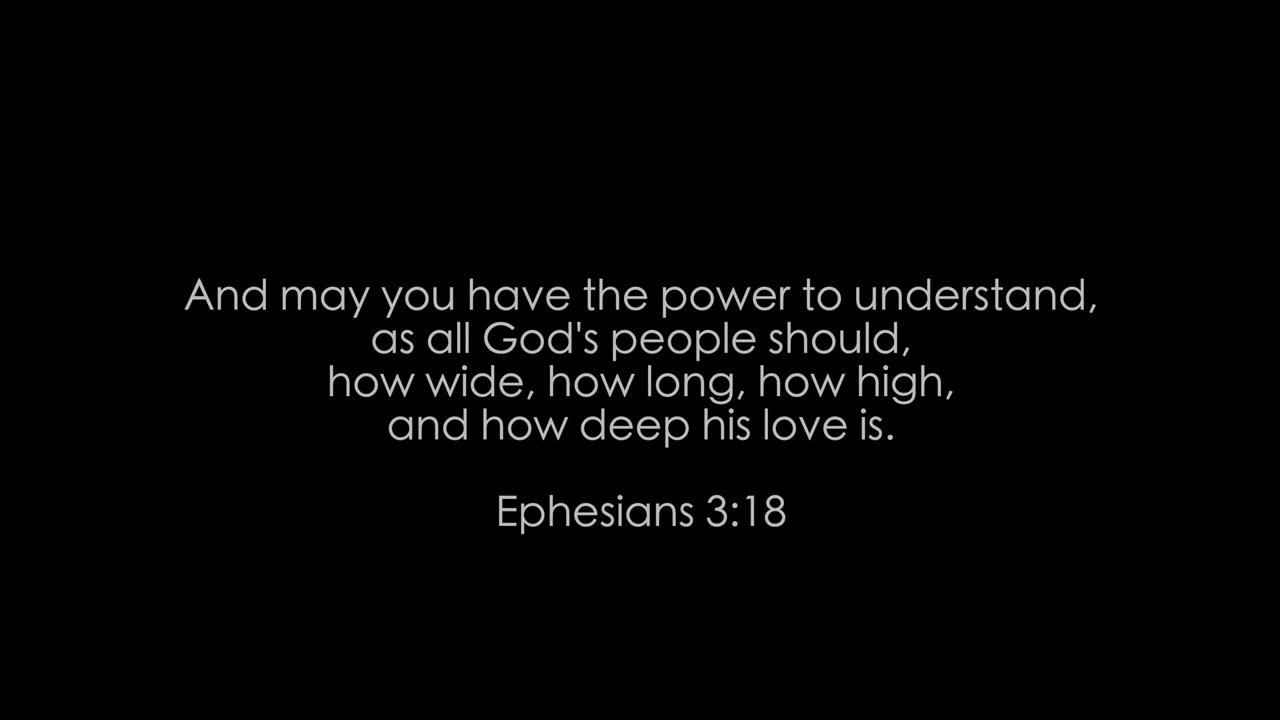 And may you have the power to understand,
as all God's people should,
how wide, how long, how high,
and how deep his love is.
Ephesians 3:18